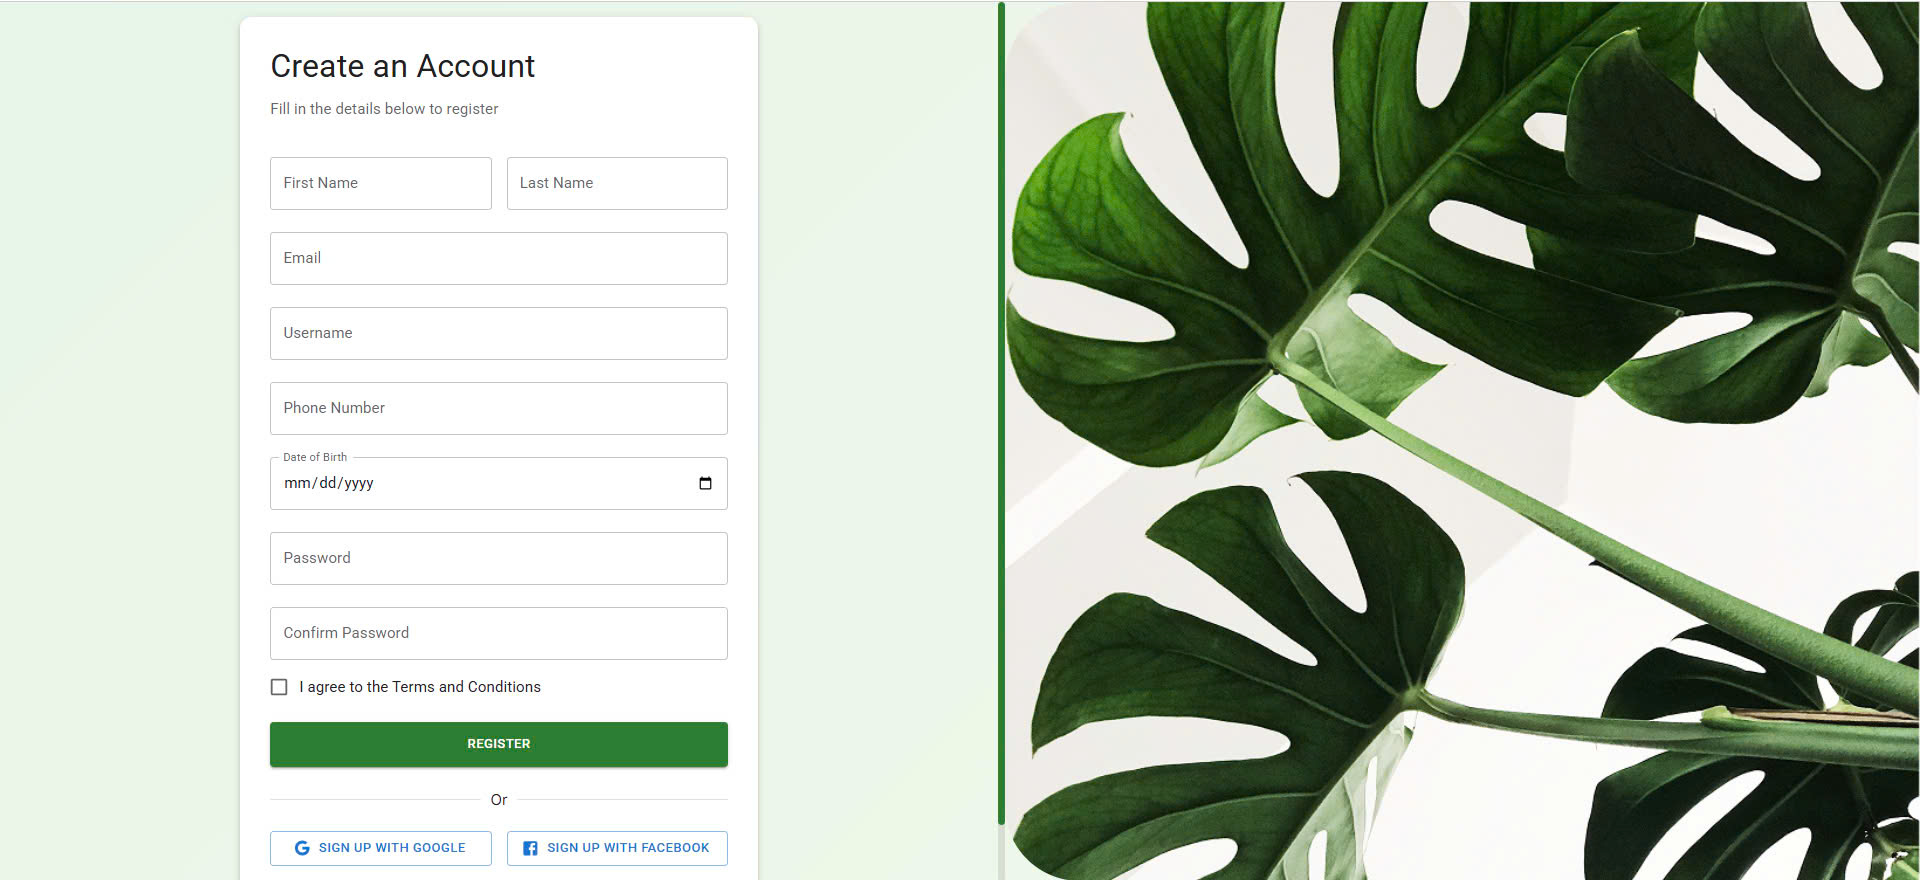 Create an Account
Fill in the details below to register
First Name
Last Name
Email
Username
Phone Number
Date of Birth
mm/dd/yyyy
Password
Confirm Password
I agree to the Terms and Conditions
REGISTER
Or
SIGN UP WITH GOOGLE
SIGN UP WITH FACEBOOK